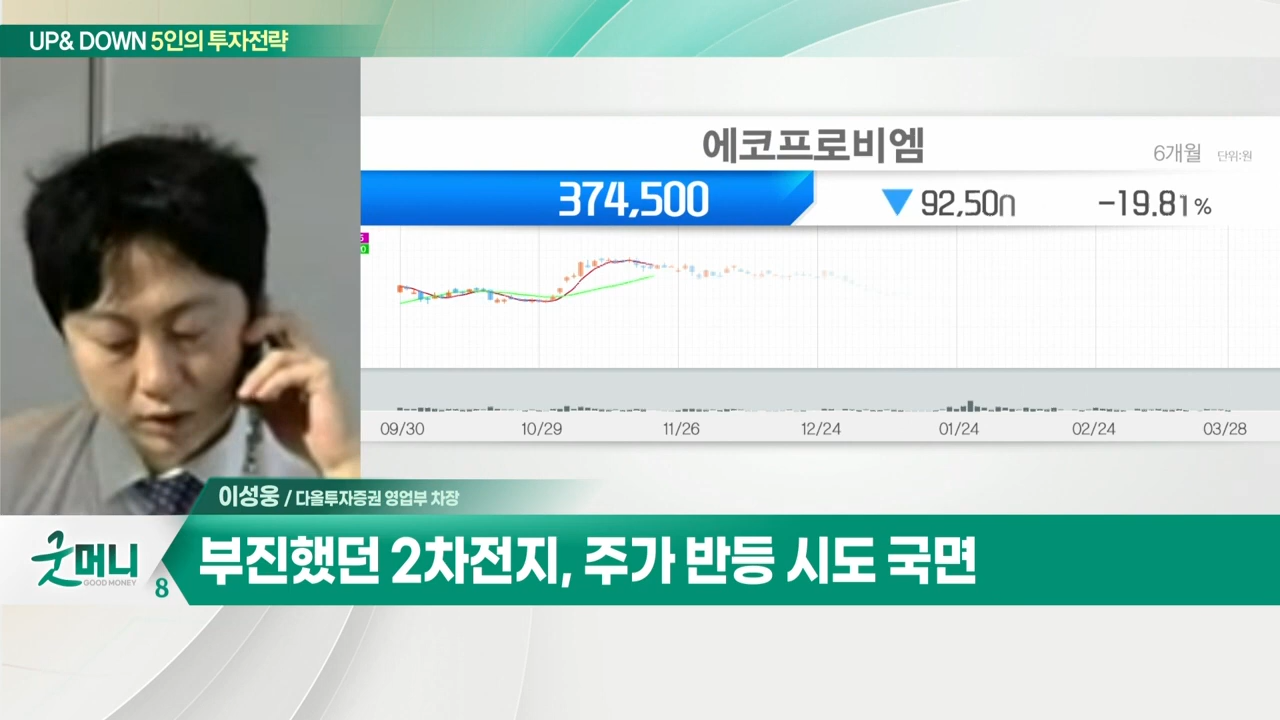 UP& DOWN 5인의 투자전략
에코프로비엠
6개월 단위:원
374,500 ▼ 92,500 -19.81%
5
0
09/30 10/29 11/26 12/24 01/24 02/24 03/28
이성웅 / 다올투자증권 영업부 차장
굿머니
GOOD MONEY
8
부진했던 2차전지, 주가 반등 시도 국면